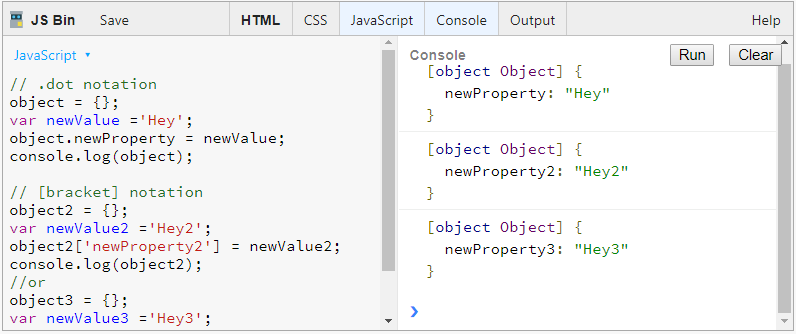 JS Bin Save HTML CSS JavaScript Console Output Help
JavaScript
// .dot notation
object = {};
var newValue ='Hey';
object.newProperty = newValue;
console.log(object);
// [bracket] notation
object2 = {};
var newValue2 ='Hey2';
object2['newProperty2'] = newValue2;
console.log(object2);
//or
object3 = {};
var newValue3 ='Hey3';
Console Run Clear
[object Object] {
newProperty: "Hey"
}
[object Object] {
newProperty2: "Hey2"
}
[object Object] {
newProperty3: "Hey3"
}